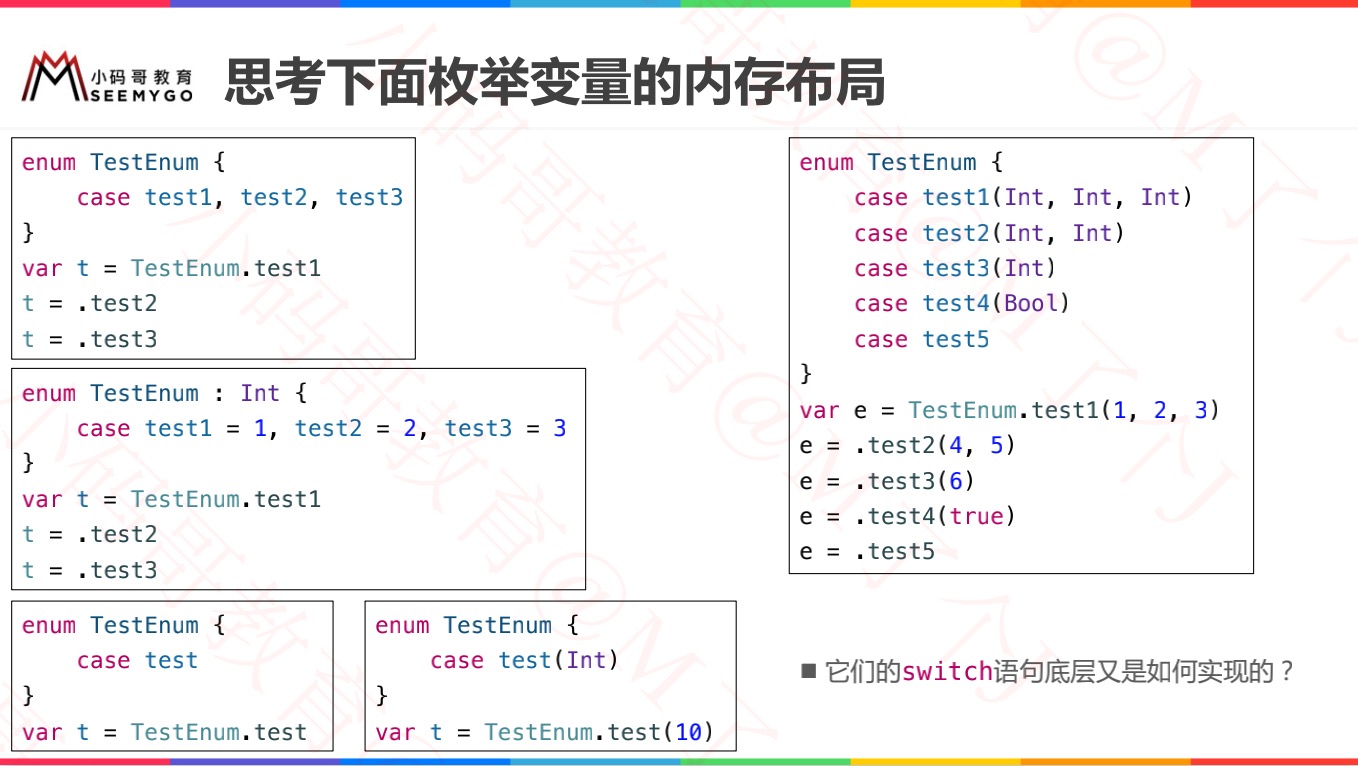 小码哥教育
SEEMYGO
思考下面枚举变量的内存布局
enum TestEnum {
    case test1, test2, test3
}
var t = TestEnum.test1
t = .test2
t = .test3
enum TestEnum : Int {
    case test1 = 1, test2 = 2, test3 = 3
}
var t = TestEnum.test1
t = .test2
t = .test3
enum TestEnum {
    case test
}
var t = TestEnum.test
enum TestEnum {
    case test(Int)
}
var t = TestEnum.test(10)
enum TestEnum {
    case test1(Int, Int, Int)
    case test2(Int, Int)
    case test3(Int)
    case test4(Bool)
    case test5
}
var e = TestEnum.test1(1, 2, 3)
e = .test2(4, 5)
e = .test3(6)
e = .test4(true)
e = .test5
■ 它们的switch语句底层又是如何实现的？